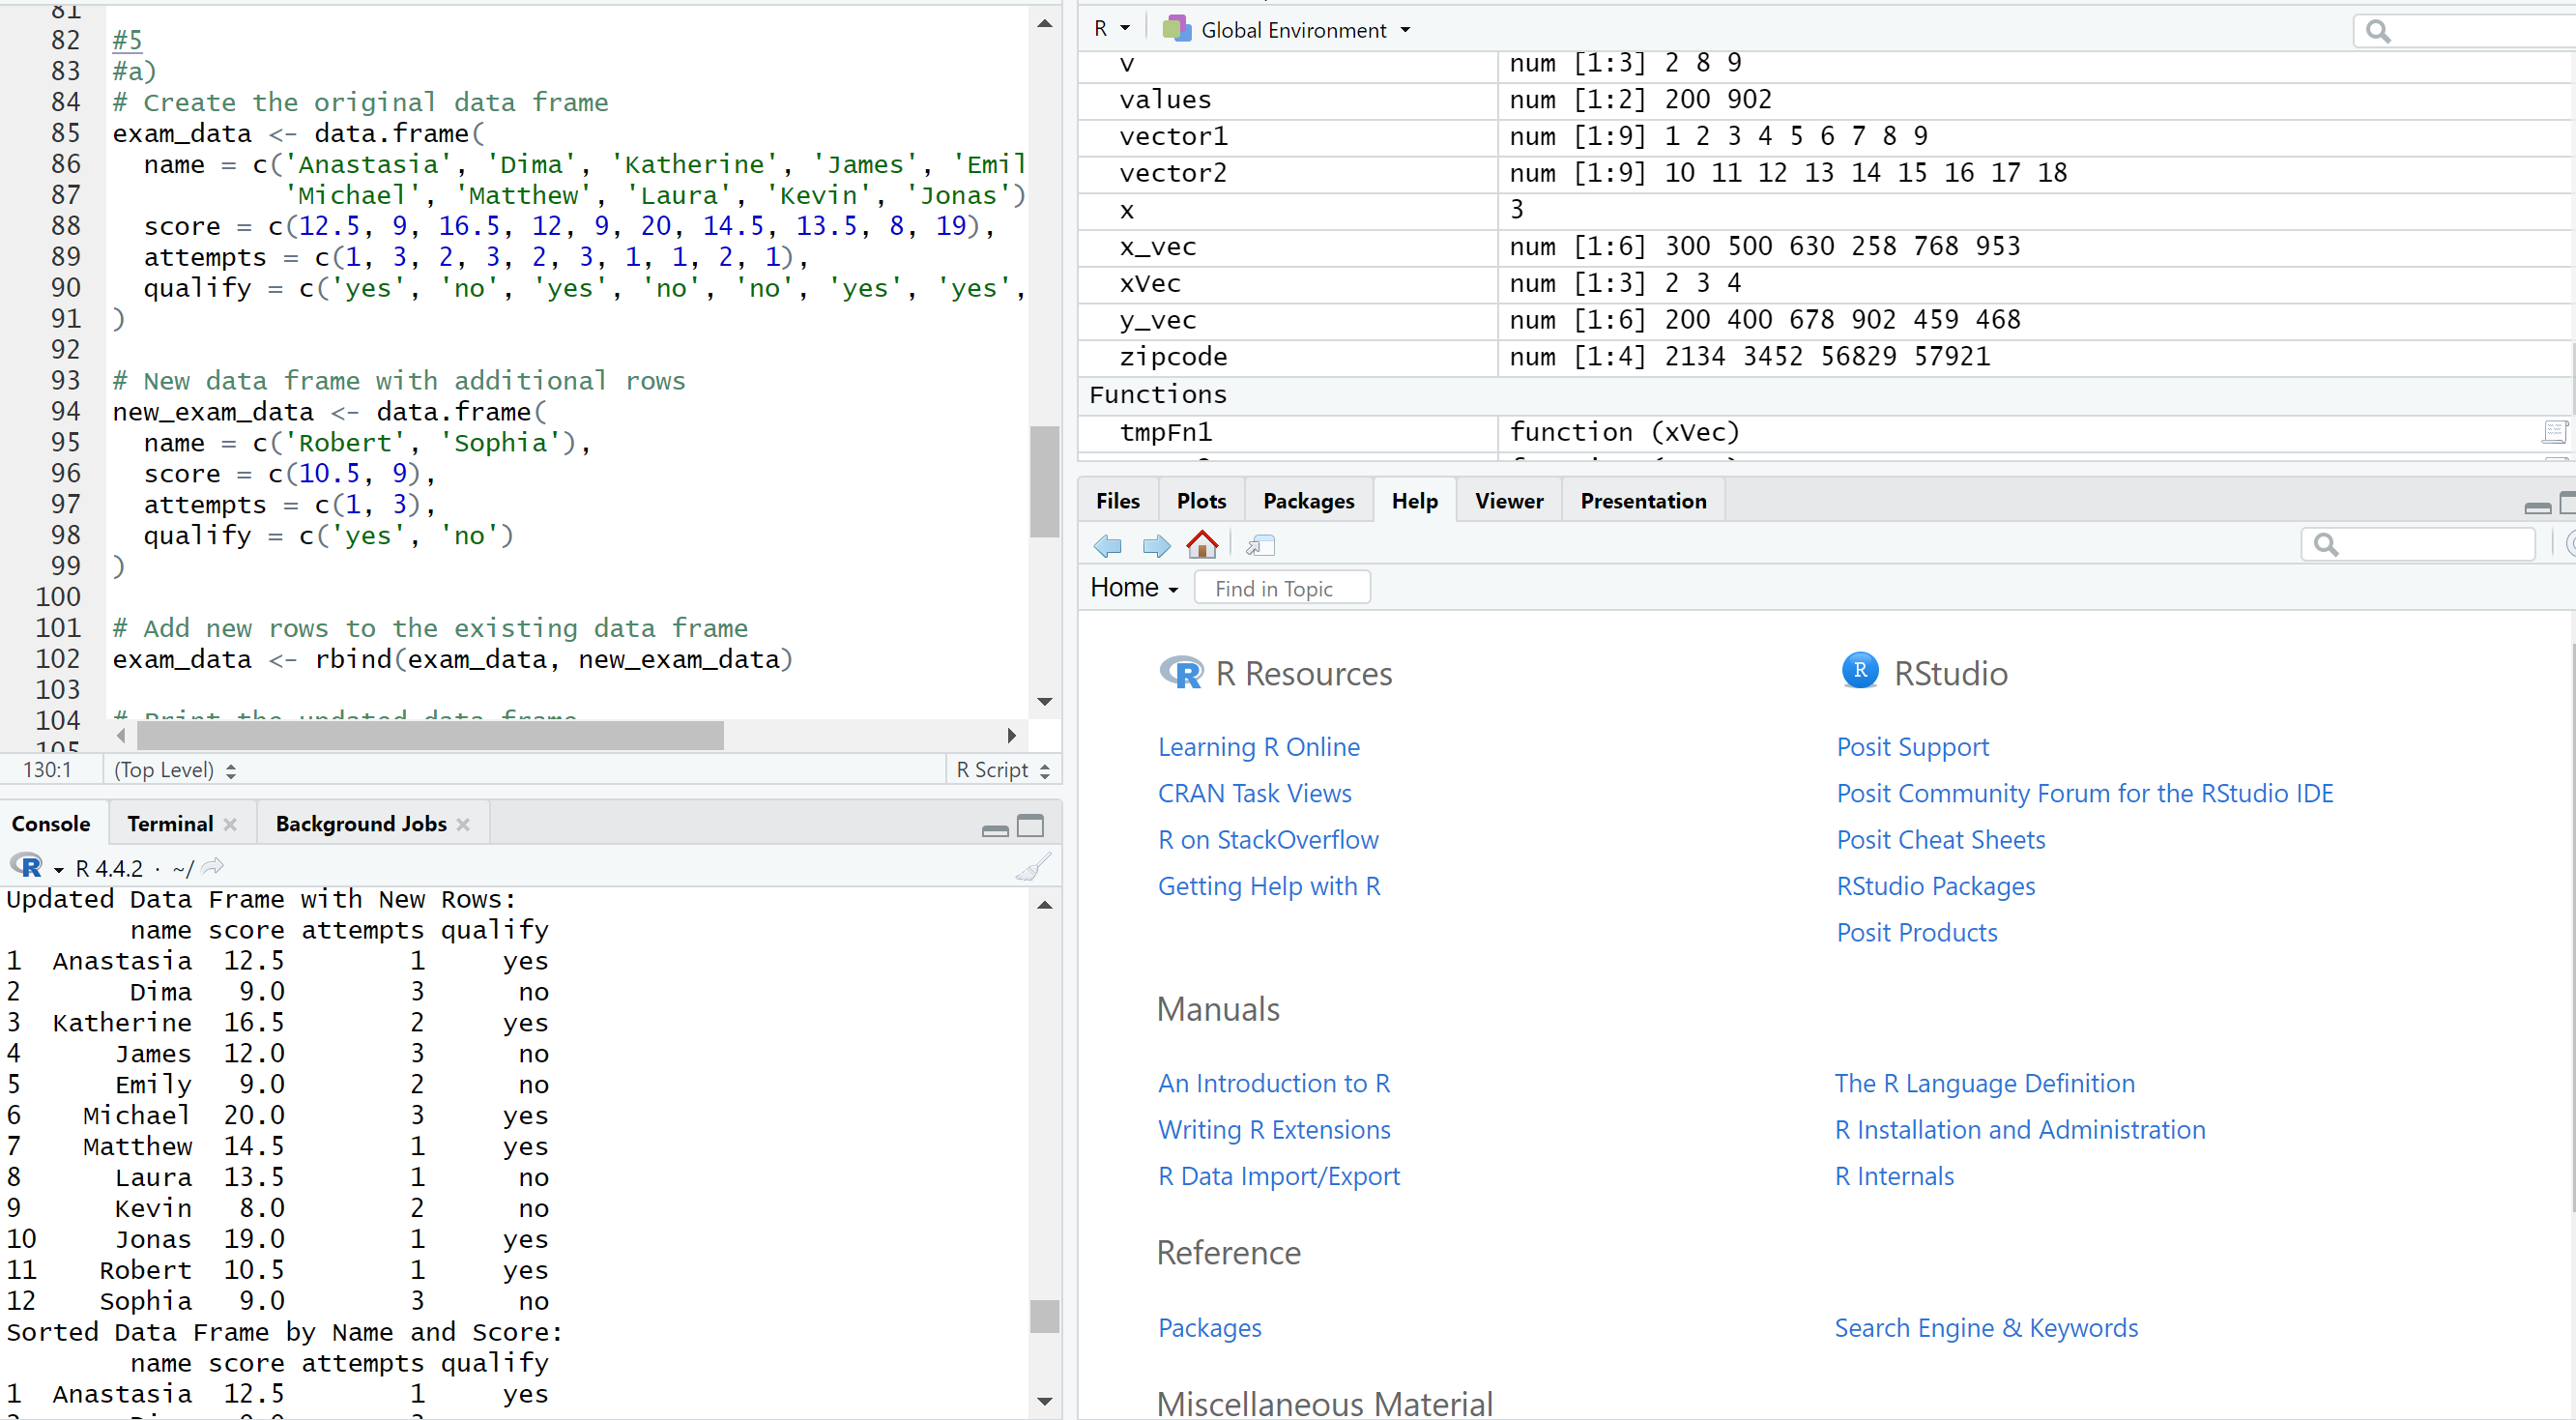 81
82 #5
83 #a)
84 # Create the original data frame
85 exam_data <- data.frame(
86   name = c('Anastasia', 'Dima', 'Katherine', 'James', 'Emil
87            'Michael', 'Matthew', 'Laura', 'Kevin', 'Jonas')
88   score = c(12.5, 9, 16.5, 12, 9, 20, 14.5, 13.5, 8, 19),
89   attempts = c(1, 3, 2, 3, 2, 3, 1, 1, 2, 1),
90   qualify = c('yes', 'no', 'yes', 'no', 'no', 'yes', 'yes',
91 )
92
93 # New data frame with additional rows
94 new_exam_data <- data.frame(
95   name = c('Robert', 'Sophia'),
96   score = c(10.5, 9),
97   attempts = c(1, 3),
98   qualify = c('yes', 'no')
99 )
100
101 # Add new rows to the existing data frame
102 exam_data <- rbind(exam_data, new_exam_data)
103
104 # Print the updated data frame
105
130:1 (Top Level) R Script
Console Terminal Background Jobs
R 4.4.2 · ~/
Updated Data Frame with New Rows:
        name score attempts qualify
1  Anastasia  12.5        1     yes
2       Dima   9.0        3      no
3  Katherine  16.5        2     yes
4      James  12.0        3      no
5      Emily   9.0        2      no
6    Michael  20.0        3     yes
7    Matthew  14.5        1     yes
8      Laura  13.5        1      no
9      Kevin   8.0        2      no
10     Jonas  19.0        1     yes
11    Robert  10.5        1     yes
12    Sophia   9.0        3      no
Sorted Data Frame by Name and Score:
        name score attempts qualify
1  Anastasia  12.5        1     yes
R Global Environment
v num [1:3] 2 8 9
values num [1:2] 200 902
vector1 num [1:9] 1 2 3 4 5 6 7 8 9
vector2 num [1:9] 10 11 12 13 14 15 16 17 18
x 3
x_vec num [1:6] 300 500 630 258 768 953
xVec num [1:3] 2 3 4
y_vec num [1:6] 200 400 678 902 459 468
zipcode num [1:4] 2134 3452 56829 57921
Functions
tmpFn1 function (xVec)
Files Plots Packages Help Viewer Presentation
Home Find in Topic
R Resources
Learning R Online
CRAN Task Views
R on StackOverflow
Getting Help with R
RStudio
Posit Support
Posit Community Forum for the RStudio IDE
Posit Cheat Sheets
RStudio Packages
Posit Products
Manuals
An Introduction to R
Writing R Extensions
R Data Import/Export
The R Language Definition
R Installation and Administration
R Internals
Reference
Packages
Search Engine & Keywords
Miscellaneous Material